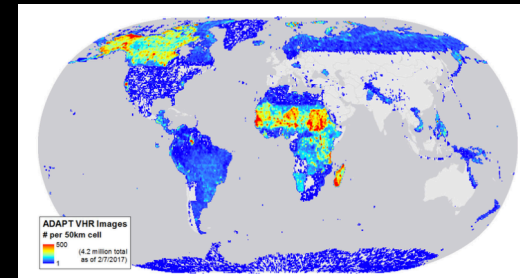 ADAPT VHR Images
# per 50km cell
500
(4.2 million total
as of 2/7/2017)
1